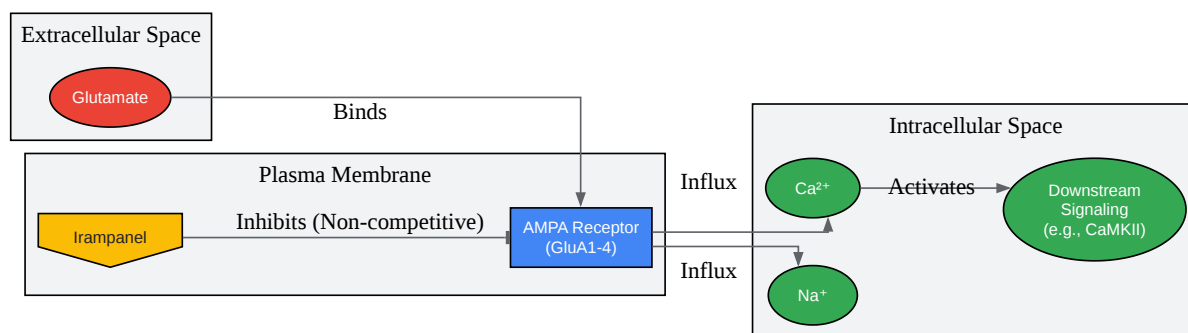 Extracellular Space
Glutamate
Binds
Plasma Membrane
Irampanel
Inhibits (Non-competitive)
AMPA Receptor
(GluA1-4)
Influx
Influx
Intracellular Space
Ca²⁺
Activates
Downstream
Signaling
(e.g., CaMKII)
Na⁺